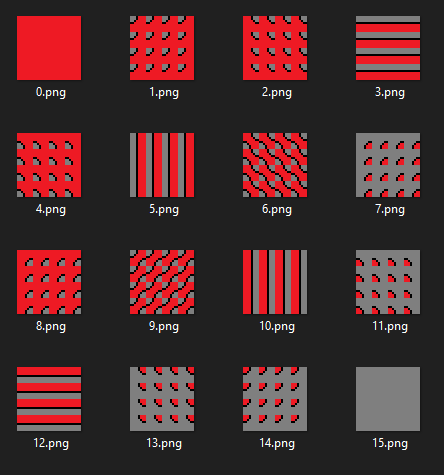 0.png 1.png 2.png 3.png
4.png 5.png 6.png 7.png
8.png 9.png 10.png 11.png
12.png 13.png 14.png 15.png